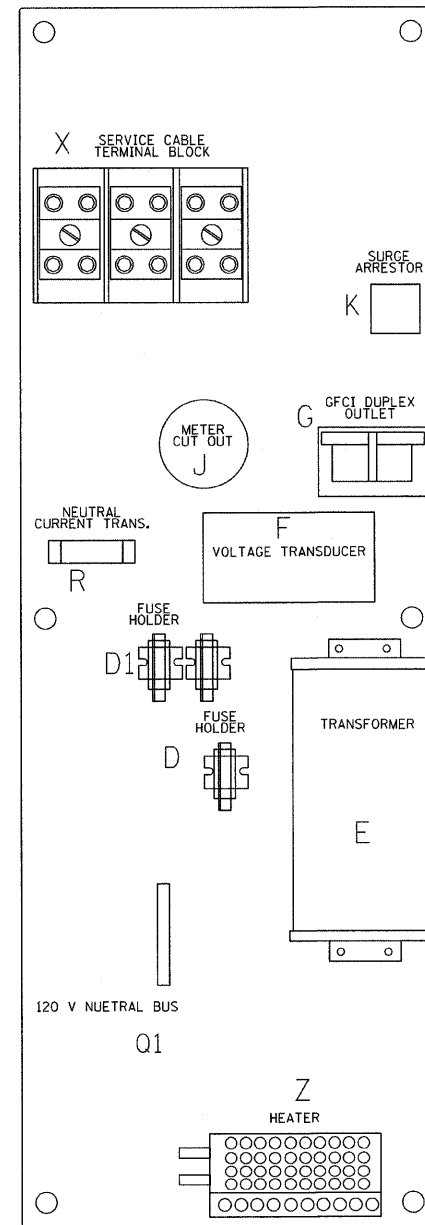 X
SERVICE CABLE
TERMINAL BLOCK
SURGE
ARRESTOR
K
GFCI DUPLEX
OUTLET
G
METER
CUT OUT
J
NEUTRAL
CURRENT TRANS.
R
F
VOLTAGE TRANSDUCER
FUSE
HOLDER
D1
FUSE
HOLDER
D
TRANSFORMER
E
120 V NUETRAL BUS
Q1
Z
HEATER